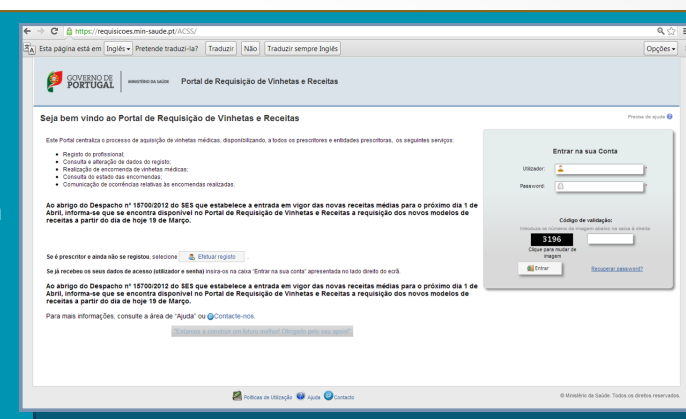 https://requisicoes.min-saude.pt/ACSS/
Esta página está em Inglês Pretende traduzi-la? Traduzir Não Traduzir sempre Inglês Opções
GOVERNO DE
PORTUGAL
MINISTÉRIO DA SAÚDE
Portal de Requisição de Vinhetas e Receitas
Seja bem vindo ao Portal de Requisição de Vinhetas e Receitas
Precisa de ajuda
Este Portal centraliza o processo de aquisição de vinhetas médicas, disponibilizando, a todos os prescritores e entidades prescritoras, os seguintes serviços:
Registo do profissional;
Consulta e alteração de dados do registo;
Realização de encomenda de vinhetas médicas;
Consulta do estado das encomendas;
Comunicação de ocorrências relativas às encomendas realizadas.
Ao abrigo do Despacho nº 15700/2012 do SES que estabelece a entrada em vigor das novas receitas médias para o próximo dia 1 de
Abril, informa-se que se encontra disponível no Portal de Requisição de Vinhetas e Receitas a requisição dos novos modelos de
receitas a partir do dia de hoje 19 de Março.
Se é prescritor e ainda não se registou, selecione Efetuar registo .
Se já recebeu os seus dados de acesso (utilizador e senha) insira-os na caixa "Entrar na sua conta" apresentada no lado direito do ecrã.
Ao abrigo do Despacho nº 15700/2012 do SES que estabelece a entrada em vigor das novas receitas médias para o próximo dia 1 de
Abril, informa-se que se encontra disponível no Portal de Requisição de Vinhetas e Receitas a requisição dos novos modelos de
receitas a partir do dia de hoje 19 de Março.
Para mais informações, consulte a área de "Ajuda" ou Contacte-nos.
"Estamos a construir um futuro melhor! Obrigado pelo seu apoio!"
Entrar na sua Conta
Utilizador:
Password:
Código de validação:
Introduza os números da imagem abaixo na caixa à direita
3196
Clique para mudar de
imagem
Entrar
Recuperar password?
Políticas de Utilização Ajuda Contacto
© Ministério da Saúde. Todos os direitos reservados.